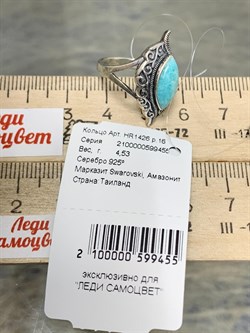 Леди
Самоцвет
Кольцо Арт. HR1426 р.16
Серия 2100000599455
Вес, г. 4,53
Серебро 925°
Марказит Swarovski, Амазонит
Страна Таиланд
2 100000 599455
эксклюзивно для
"ЛЕДИ САМОЦВЕТ"
Леди
Самоцвет